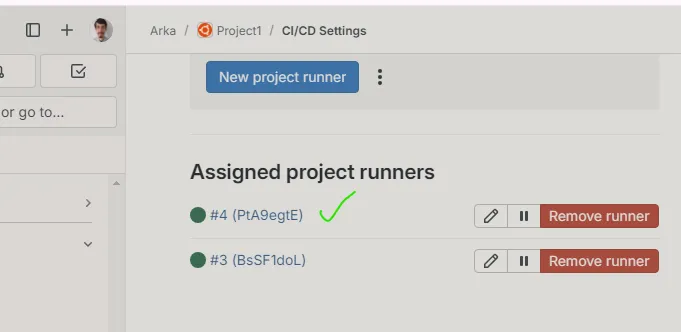 Arka / Project1 / CI/CD Settings
or go to...
New project runner
Assigned project runners
#4 (PtA9egtE) Remove runner
#3 (BsSF1doL) Remove runner